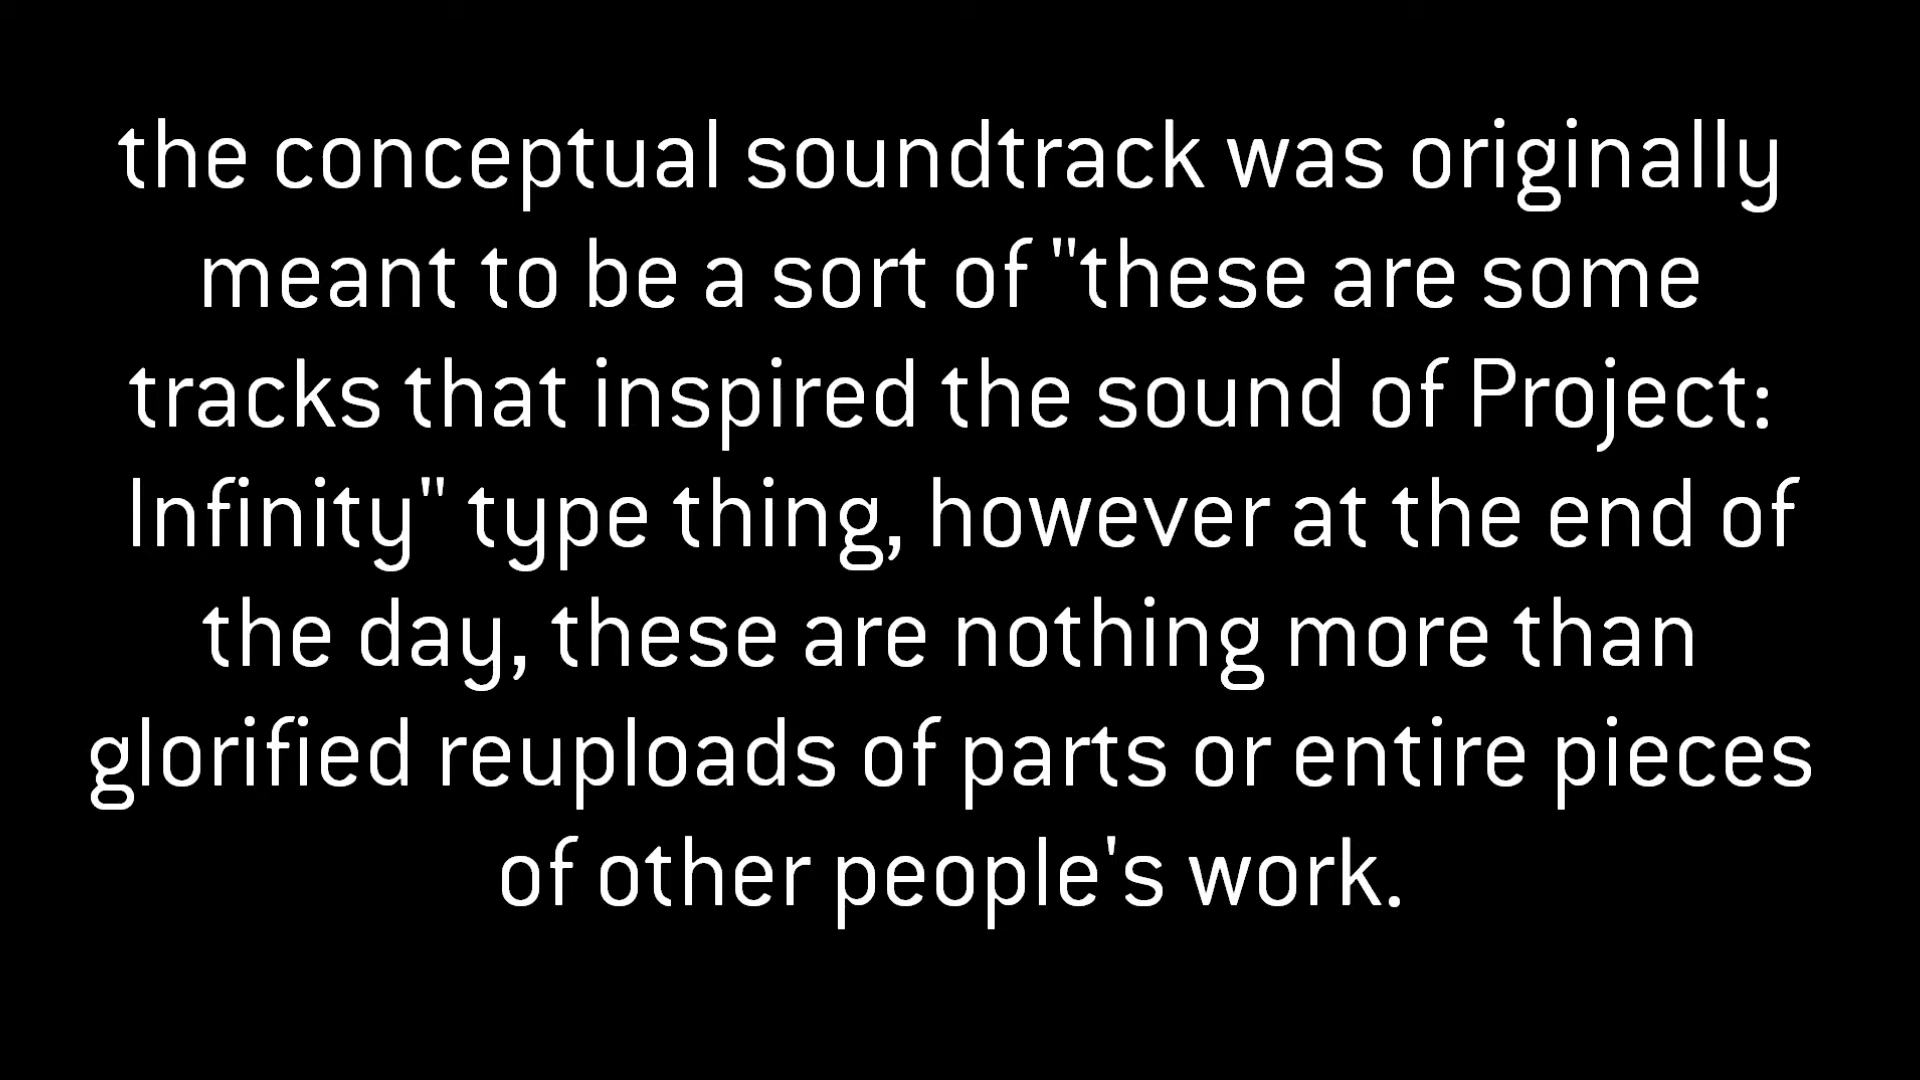 the conceptual soundtrack was originally
meant to be a sort of "these are some
tracks that inspired the sound of Project:
Infinity" type thing, however at the end of
the day, these are nothing more than
glorified reuploads of parts or entire pieces
of other people's work.